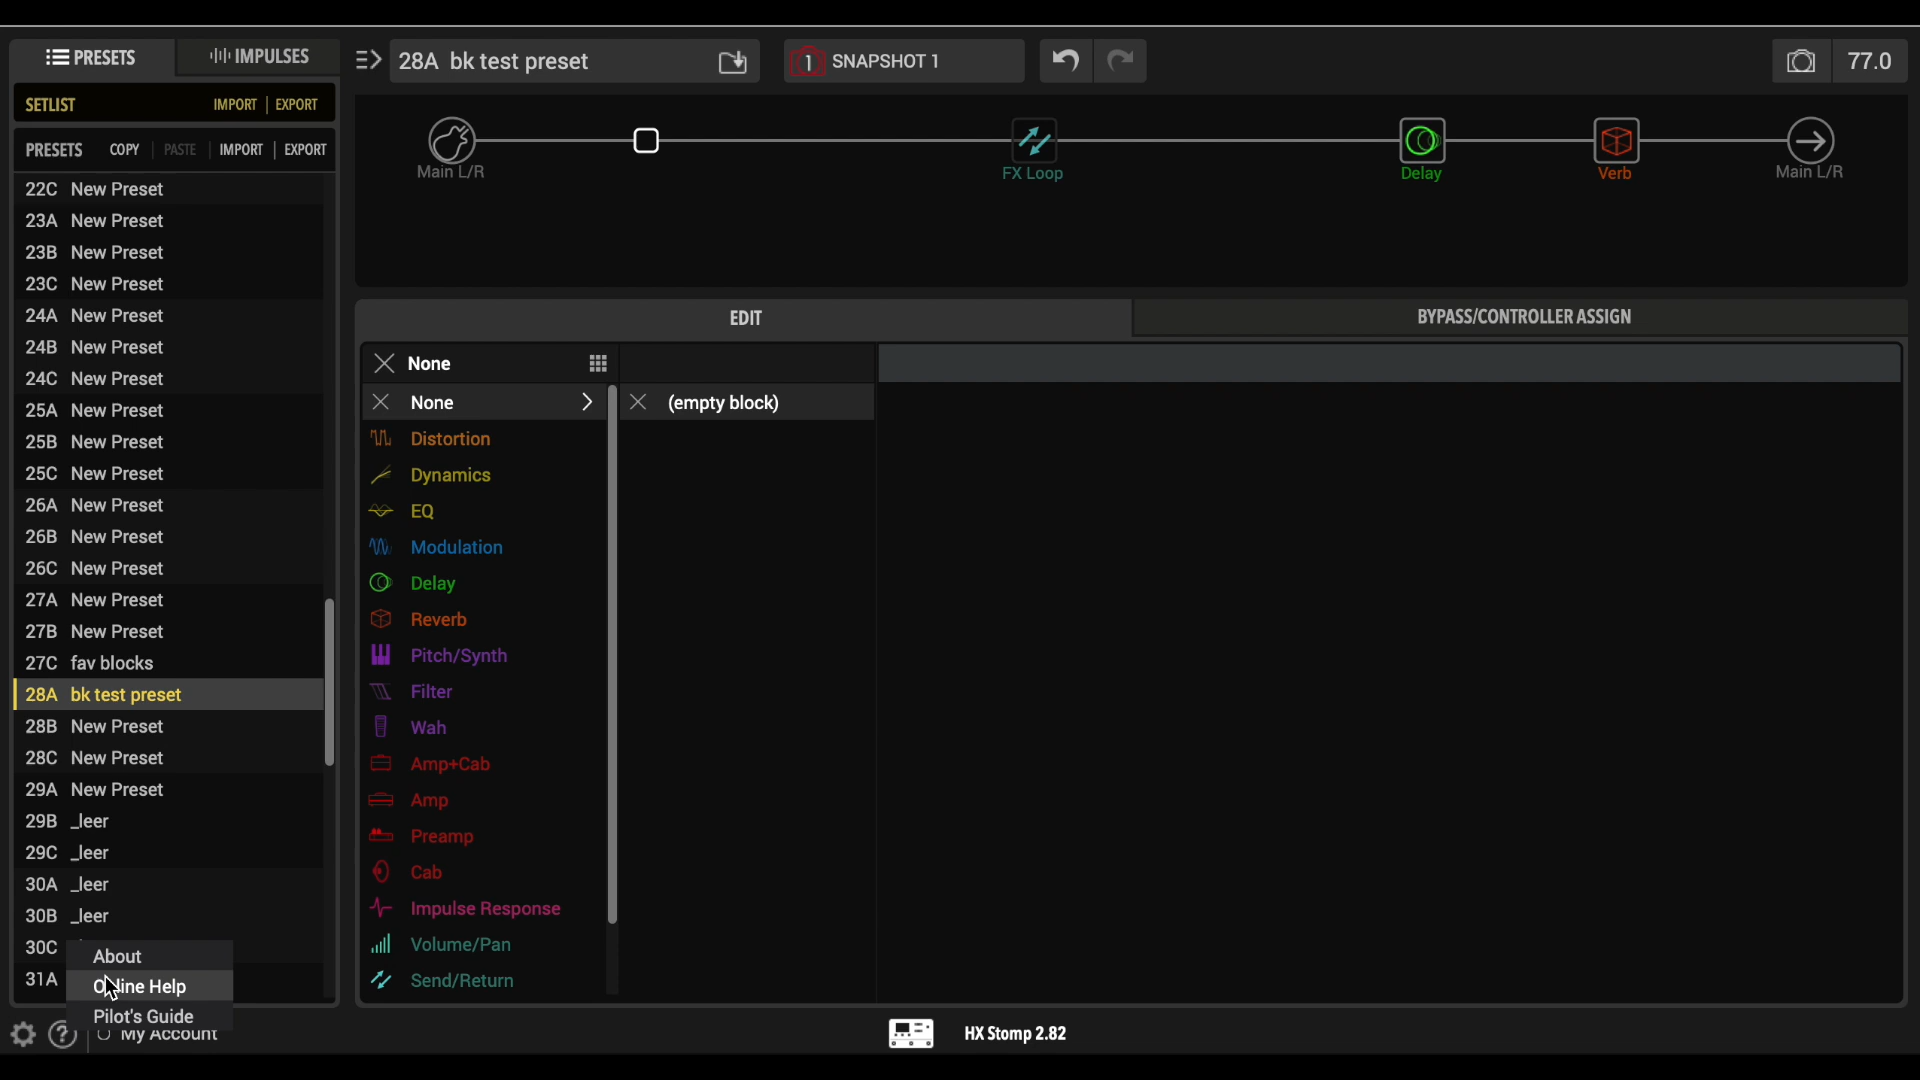 PRESETS
IMPULSES
28A bk test preset
1 SNAPSHOT 1
77.0
SETLIST IMPORT EXPORT
PRESETS COPY PASTE IMPORT EXPORT
22C New Preset
23A New Preset
23B New Preset
23C New Preset
24A New Preset
24B New Preset
24C New Preset
25A New Preset
25B New Preset
25C New Preset
26A New Preset
26B New Preset
26C New Preset
27A New Preset
27B New Preset
27C fav blocks
28A bk test preset
28B New Preset
28C New Preset
29A New Preset
29B _leer
29C _leer
30A _leer
30B _leer
30C
31A
About
Online Help
Pilot's Guide
My Account
Main L/R
FX Loop
Delay
Verb
Main L/R
EDIT
BYPASS/CONTROLLER ASSIGN
None
None
Distortion
Dynamics
EQ
Modulation
Delay
Reverb
Pitch/Synth
Filter
Wah
Amp+Cab
Amp
Preamp
Cab
Impulse Response
Volume/Pan
Send/Return
(empty block)
HX Stomp 2.82